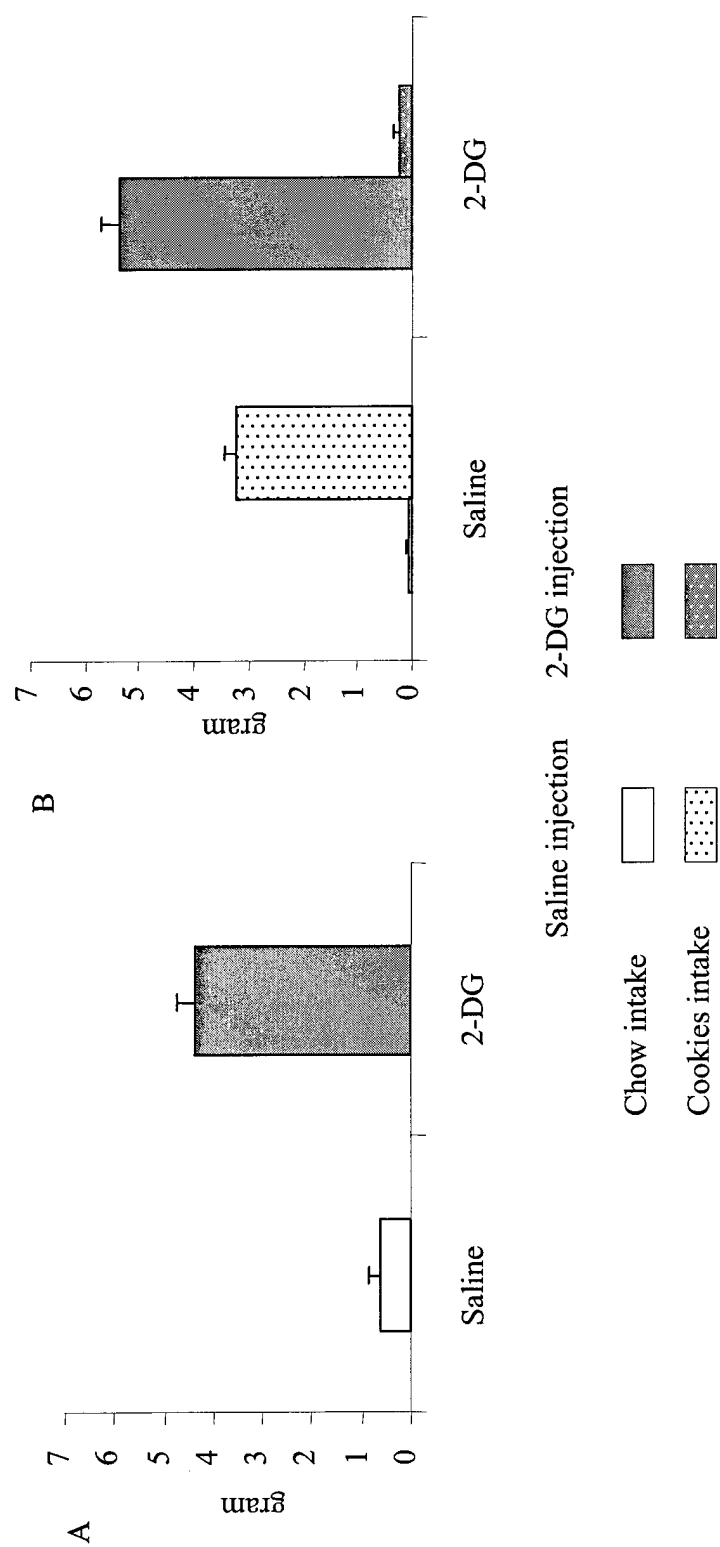 A
gram
7
6
5
4
3
2
1
0
Saline
2-DG
B
gram
7
6
5
4
3
2
1
0
Saline
2-DG
Saline injection
2-DG injection
Chow intake
Cookies intake